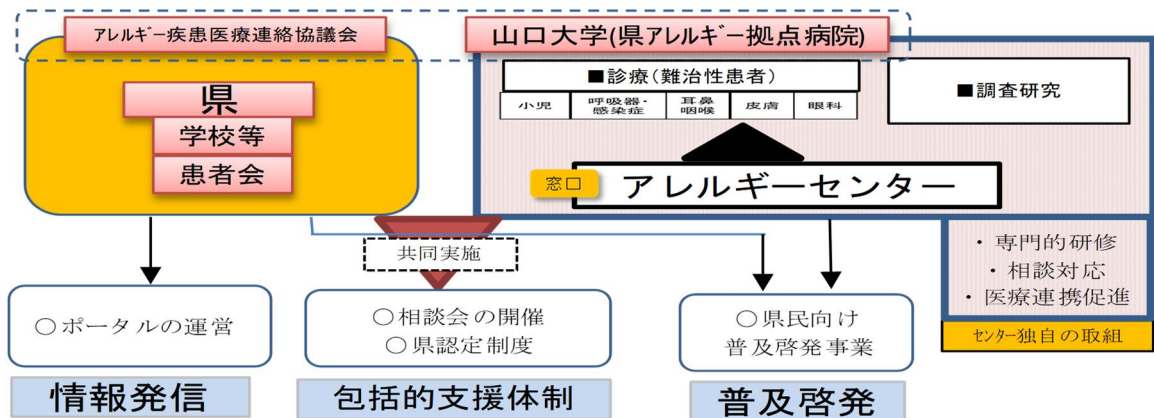 アレルギー疾患医療連絡協議会
山口大学(県アレルギー拠点病院)
県
学校等
患者会
■診療(難治性患者)
小児
呼吸器・
感染症
耳鼻
咽喉
皮膚
眼科
■調査研究
窓口
アレルギーセンター
共同実施
・専門的研修
・相談対応
・医療連携促進
センター独自の取組
○ポータルの運営
○相談会の開催
○県認定制度
○県民向け
普及啓発事業
情報発信
包括的支援体制
普及啓発